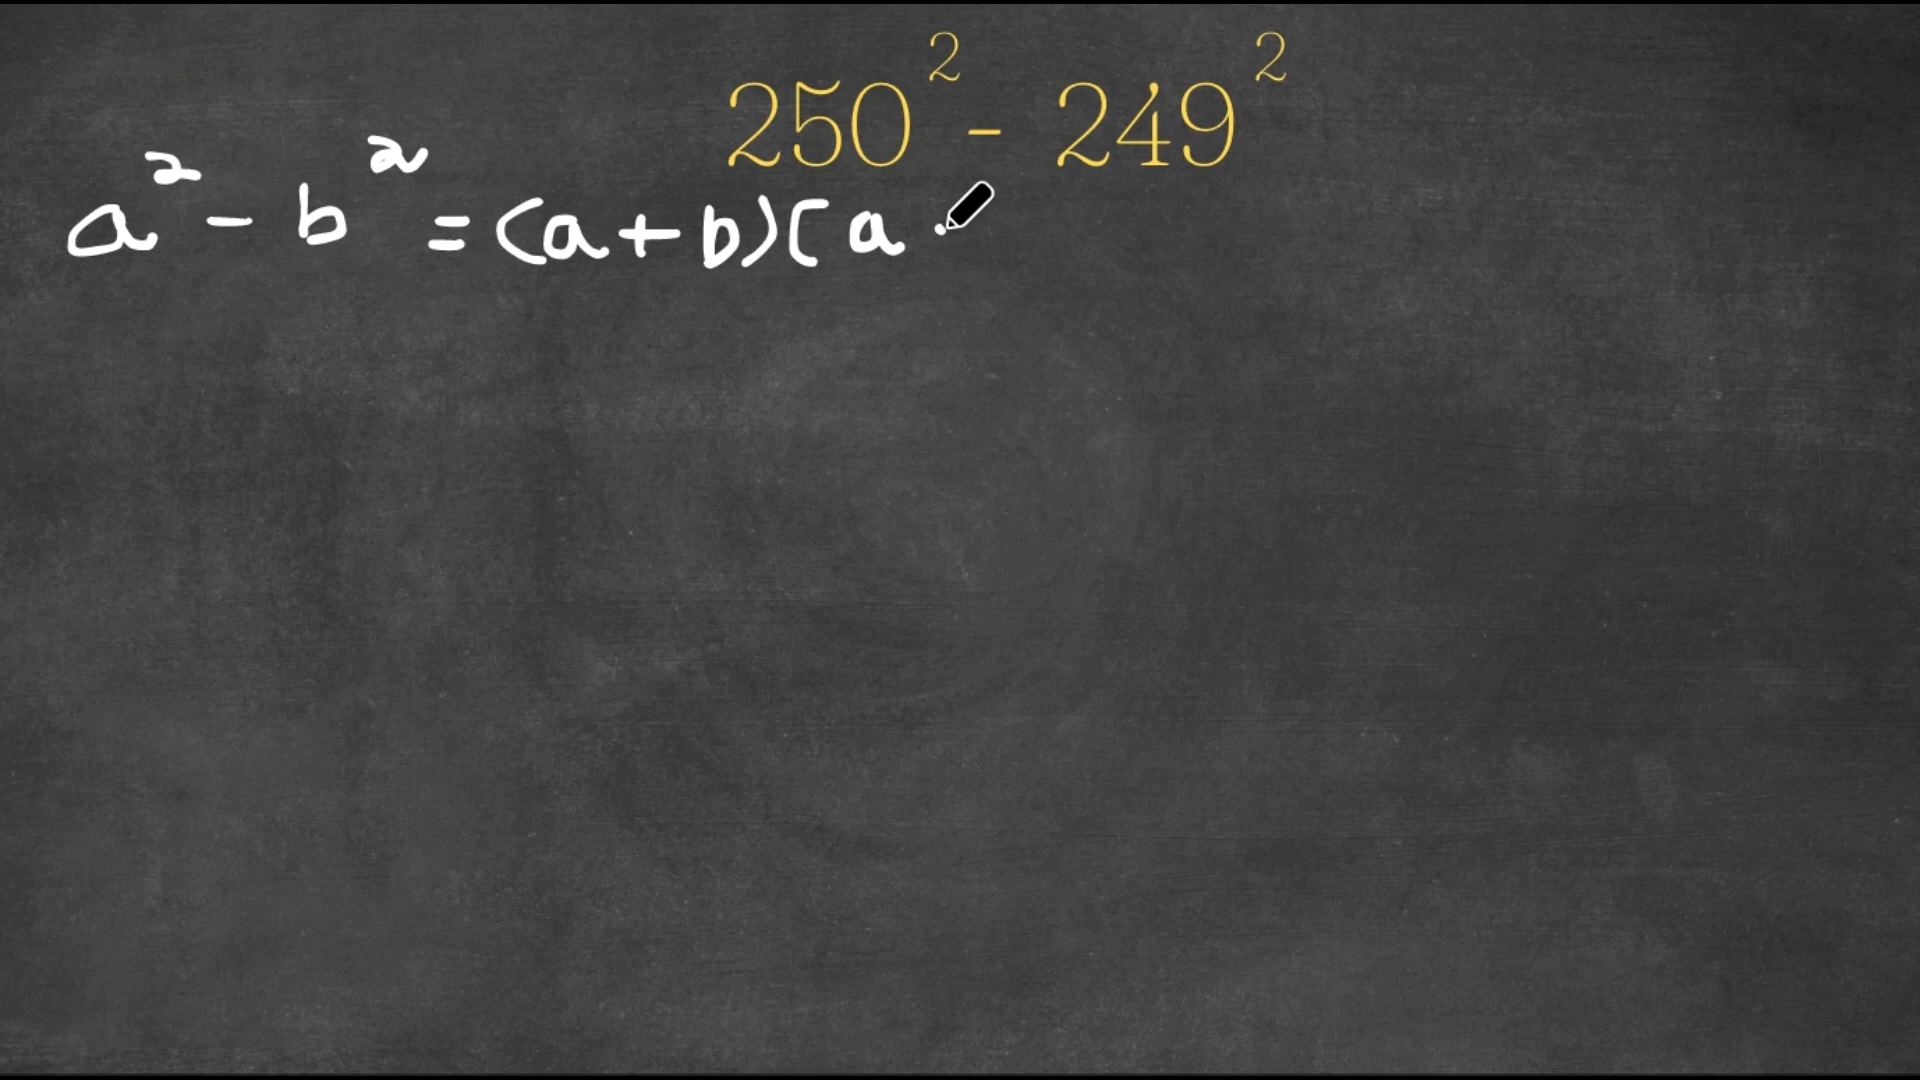 250² - 249²
a² - b² = (a+b)(a